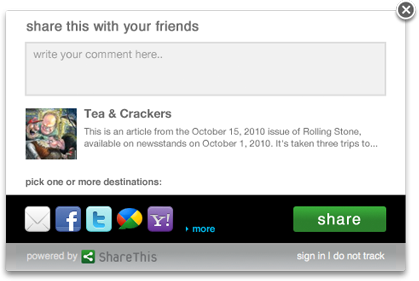 share this with your friends
write your comment here..
Tea & Crackers
This is an article from the October 15, 2010 issue of Rolling Stone,
available on newsstands on October 1, 2010. It's taken three trips to...
pick one or more destinations:
f t Y!
more
share
powered by ShareThis
sign in I do not track